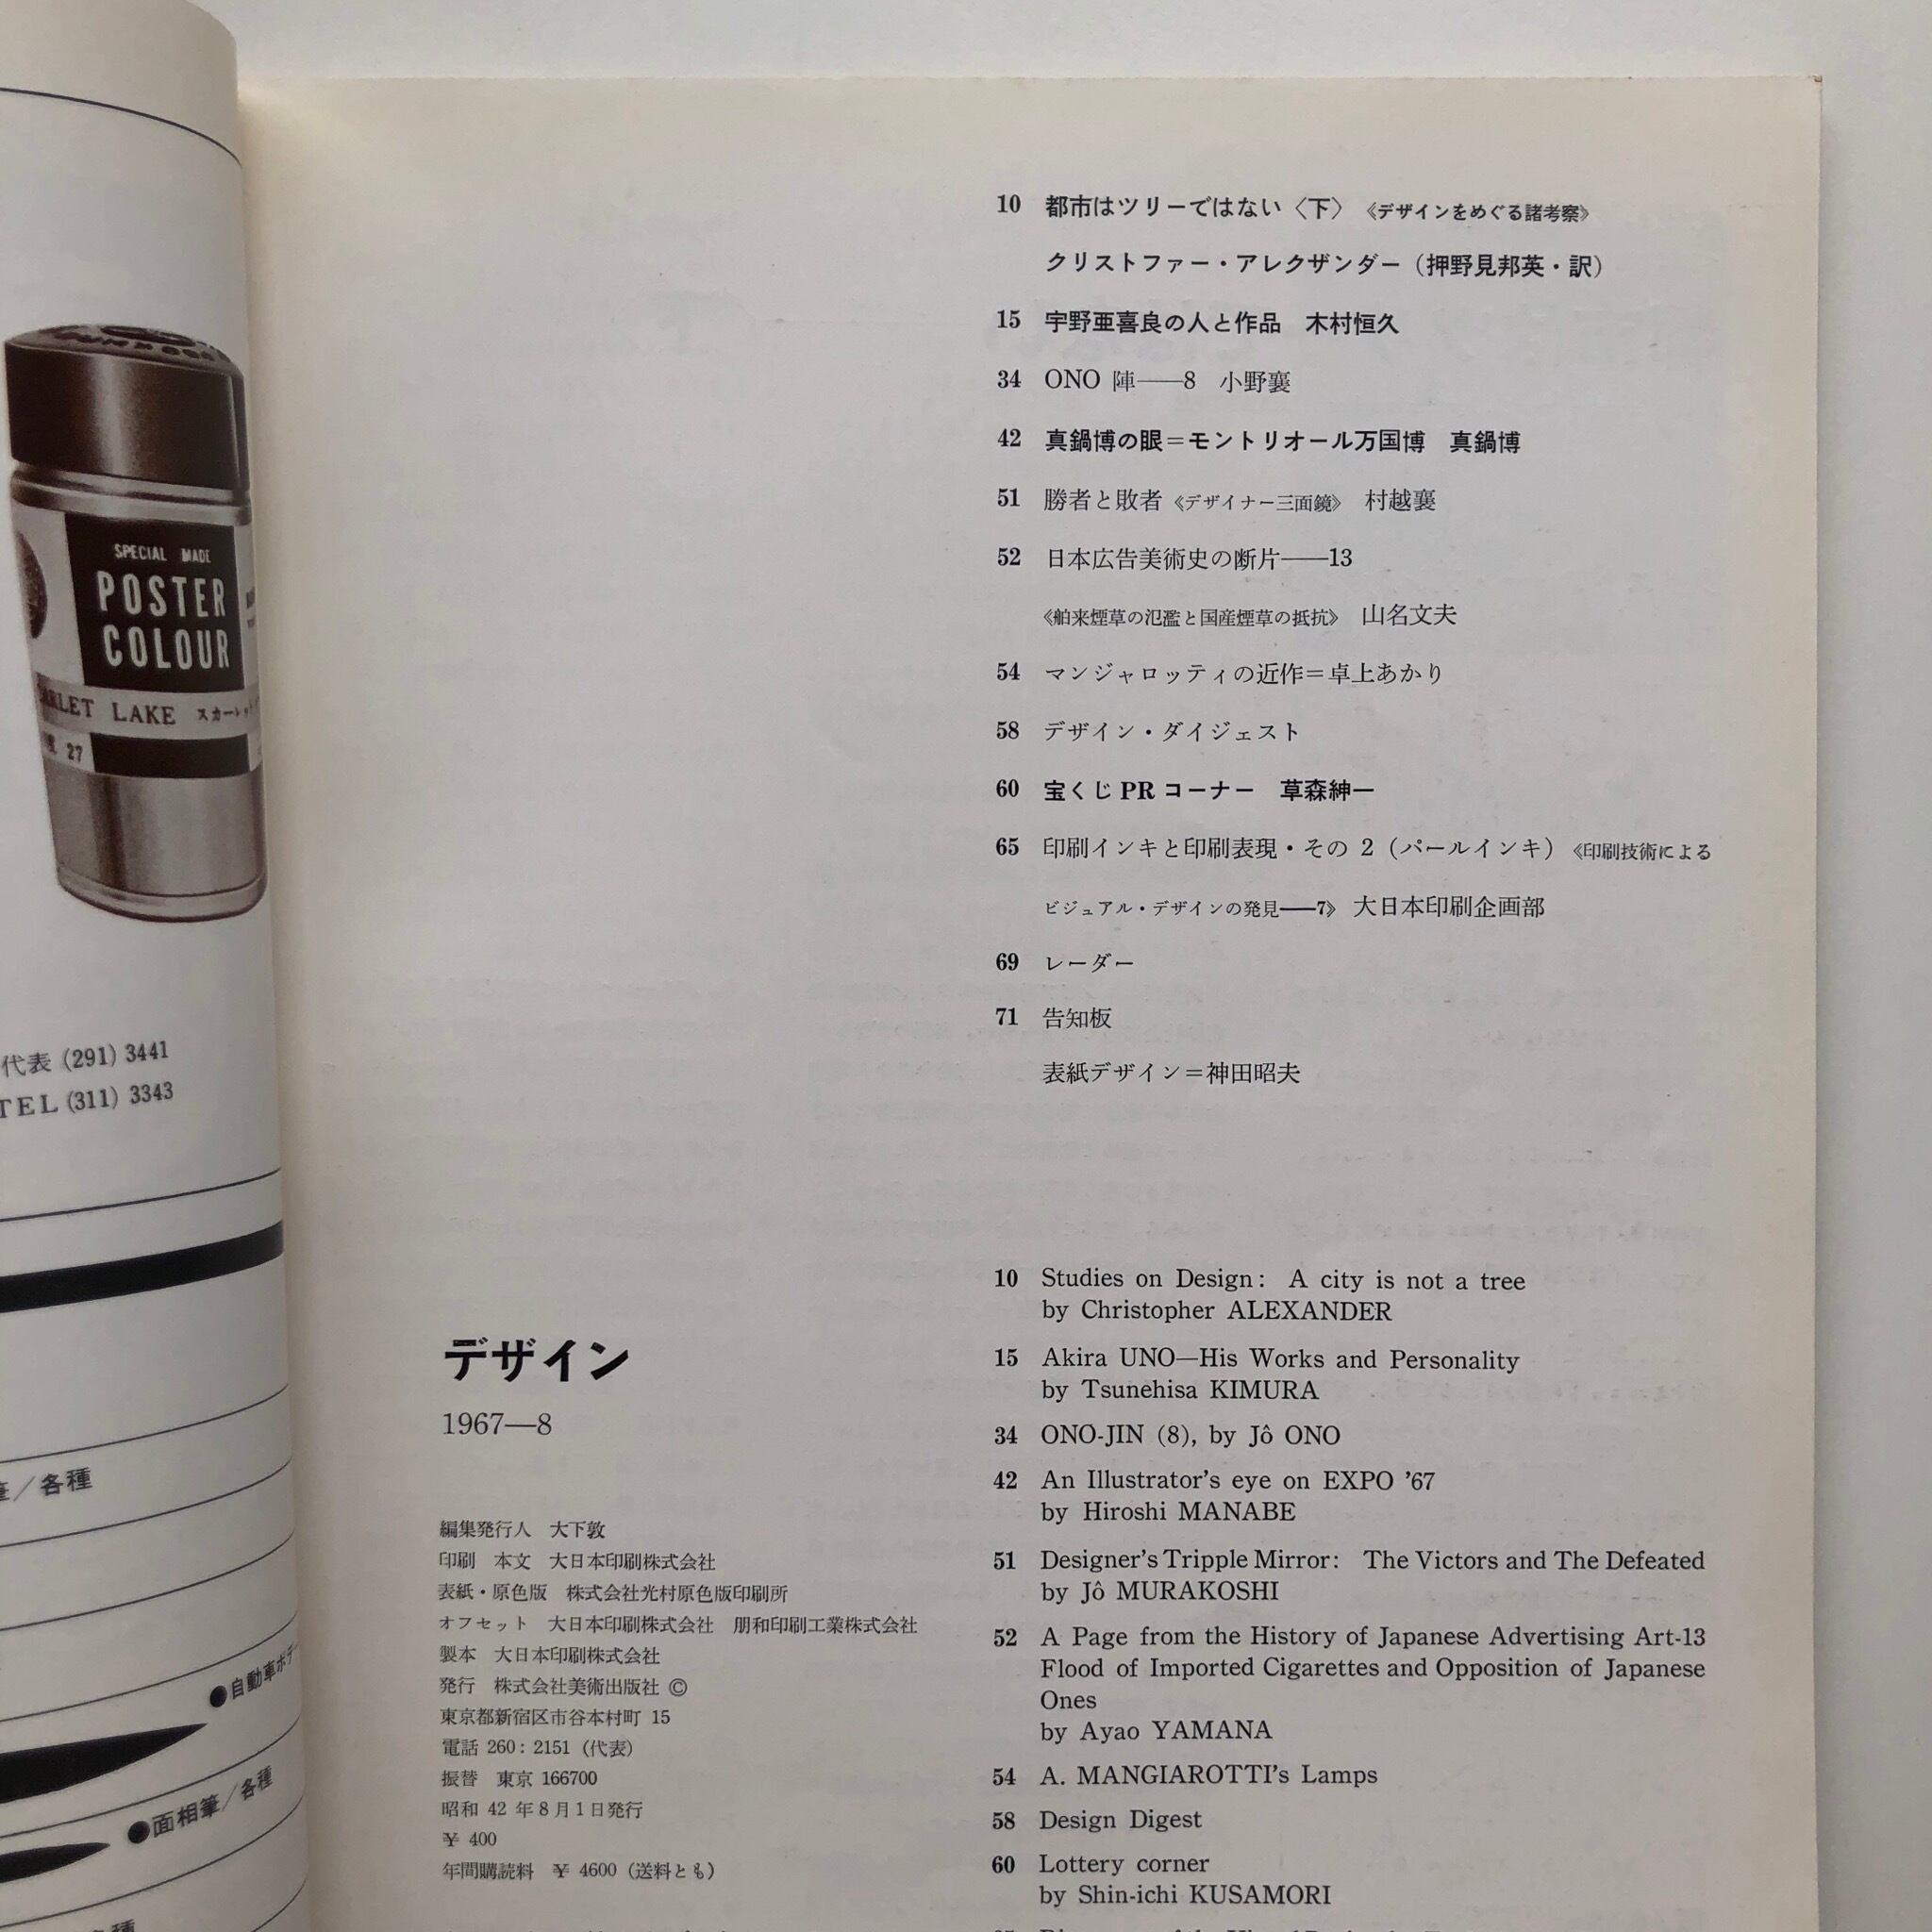 SPECIAL MADE
POSTER
COLOUR
LAKE
27
代表 (291) 3441
TEL (311) 3343
／各種
●自動車ボデ
●面相筆／各種
10 都市はツリーではない〈下〉《デザインをめぐる諸考察》
クリストファー・アレクザンダー（押野見邦英・訳）
15 宇野亜喜良の人と作品　木村恒久
34 ONO 陣——8　小野襄
42 真鍋博の眼＝モントリオール万国博　真鍋博
51 勝者と敗者《デザイナー三面鏡》　村越襄
52 日本広告美術史の断片——13
《舶来煙草の氾濫と国産煙草の抵抗》　山名文夫
54 マンジャロッティの近作＝卓上あかり
58 デザイン・ダイジェスト
60 宝くじ PR コーナー　草森紳一
65 印刷インキと印刷表現・その 2（パールインキ）《印刷技術による
ビジュアル・デザインの発見——7》 大日本印刷企画部
69 レーダー
71 告知板
表紙デザイン＝神田昭夫
デザイン
1967—8
編集発行人　大下敦
印刷　本文　大日本印刷株式会社
表紙・原色版　株式会社光村原色版印刷所
オフセット　大日本印刷株式会社　朋和印刷工業株式会社
製本　大日本印刷株式会社
発行　株式会社美術出版社 ©
東京都新宿区市谷本村町 15
電話 260: 2151（代表）
振替　東京 166700
昭和 42 年 8 月 1 日発行
¥ 400
年間購読料　¥ 4600（送料とも）
10 Studies on Design: A city is not a tree
by Christopher ALEXANDER
15 Akira UNO—His Works and Personality
by Tsunehisa KIMURA
34 ONO-JIN (8), by Jô ONO
42 An Illustrator's eye on EXPO '67
by Hiroshi MANABE
51 Designer's Tripple Mirror: The Victors and The Defeated
by Jô MURAKOSHI
52 A Page from the History of Japanese Advertising Art-13
Flood of Imported Cigarettes and Opposition of Japanese
Ones
by Ayao YAMANA
54 A. MANGIAROTTI's Lamps
58 Design Digest
60 Lottery corner
by Shin-ichi KUSAMORI